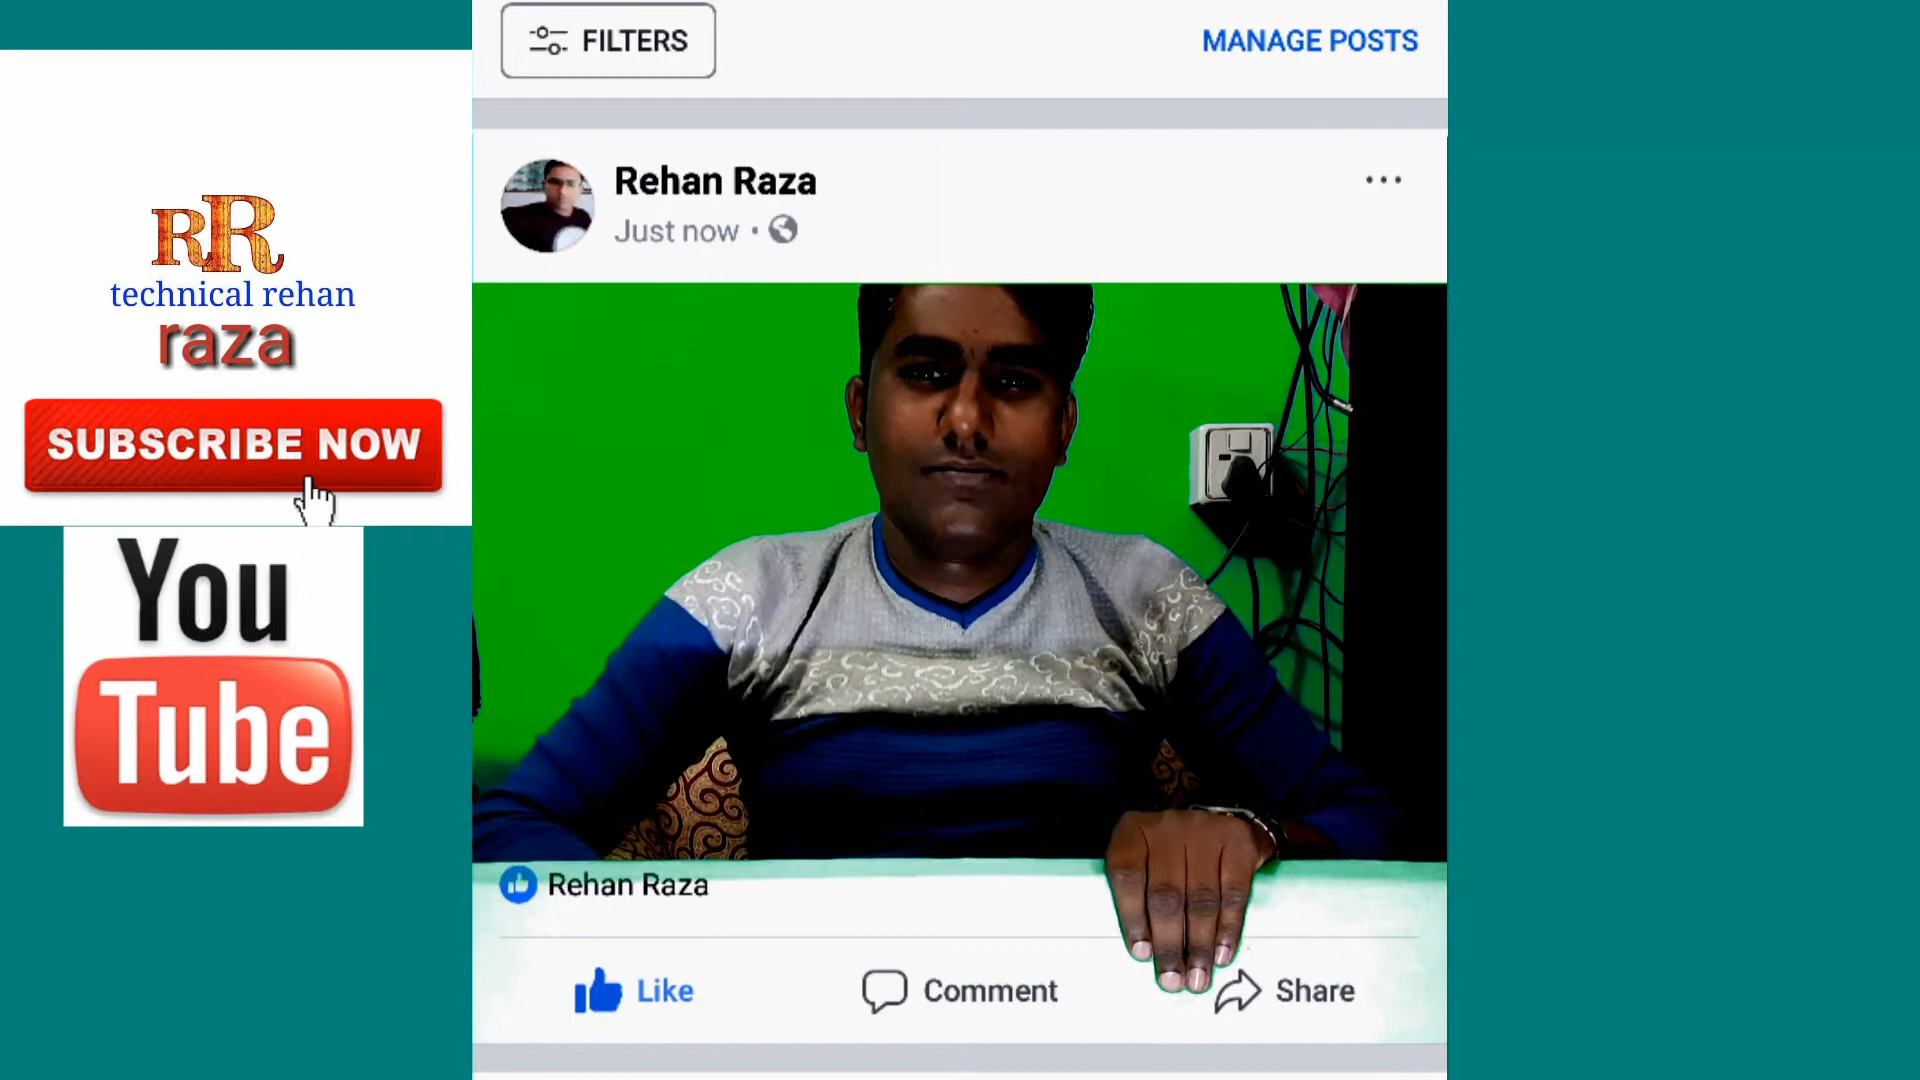 FILTERS
MANAGE POSTS
Rehan Raza
Just now
RR
technical rehan
raza
SUBSCRIBE NOW
You
Tube
Rehan Raza
Like
Comment
Share